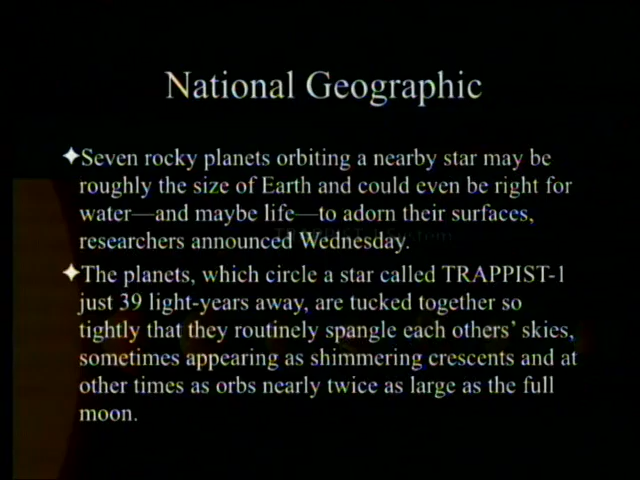 National Geographic
Seven rocky planets orbiting a nearby star may be
roughly the size of Earth and could even be right for
water—and maybe life—to adorn their surfaces,
researchers announced Wednesday.
The planets, which circle a star called TRAPPIST-1
just 39 light-years away, are tucked together so
tightly that they routinely spangle each others’ skies,
sometimes appearing as shimmering crescents and at
other times as orbs nearly twice as large as the full
moon.